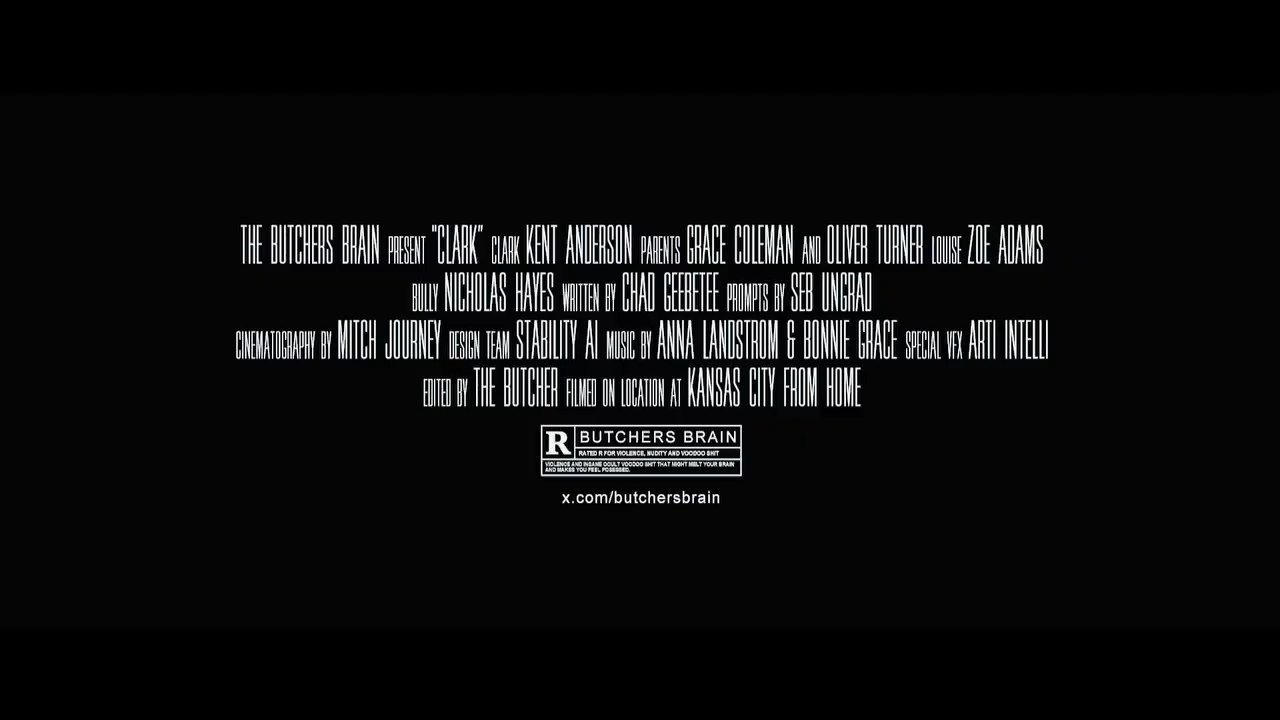 THE BUTCHERS BRAIN PRESENT "CLARK" CLARK KENT ANDERSON PARENTS GRACE COLEMAN AND OLIVER TURNER LOUISE ZOE ADAMS
BULLY NICHOLAS HAYES WRITTEN BY CHAD GEEBETEE PROMPTS BY SEB UNGRAD
CINEMATOGRAPHY BY MITCH JOURNEY DESIGN TEAM STABILITY AI MUSIC BY ANNA LANDSTROM & BONNIE GRACE SPECIAL VFX ARTI INTELLI
EDITED BY THE BUTCHER FILMED ON LOCATION AT KANSAS CITY FROM HOME
R BUTCHERS BRAIN
RATED R FOR VIOLENCE, NUDITY AND VOODOO SHIT
VIOLENCE AND INSANE OCULT VOODOO SHIT THAT MIGHT MELT YOUR BRAIN
AND MAKES YOU FEEL POSESSED.
x.com/butchersbrain